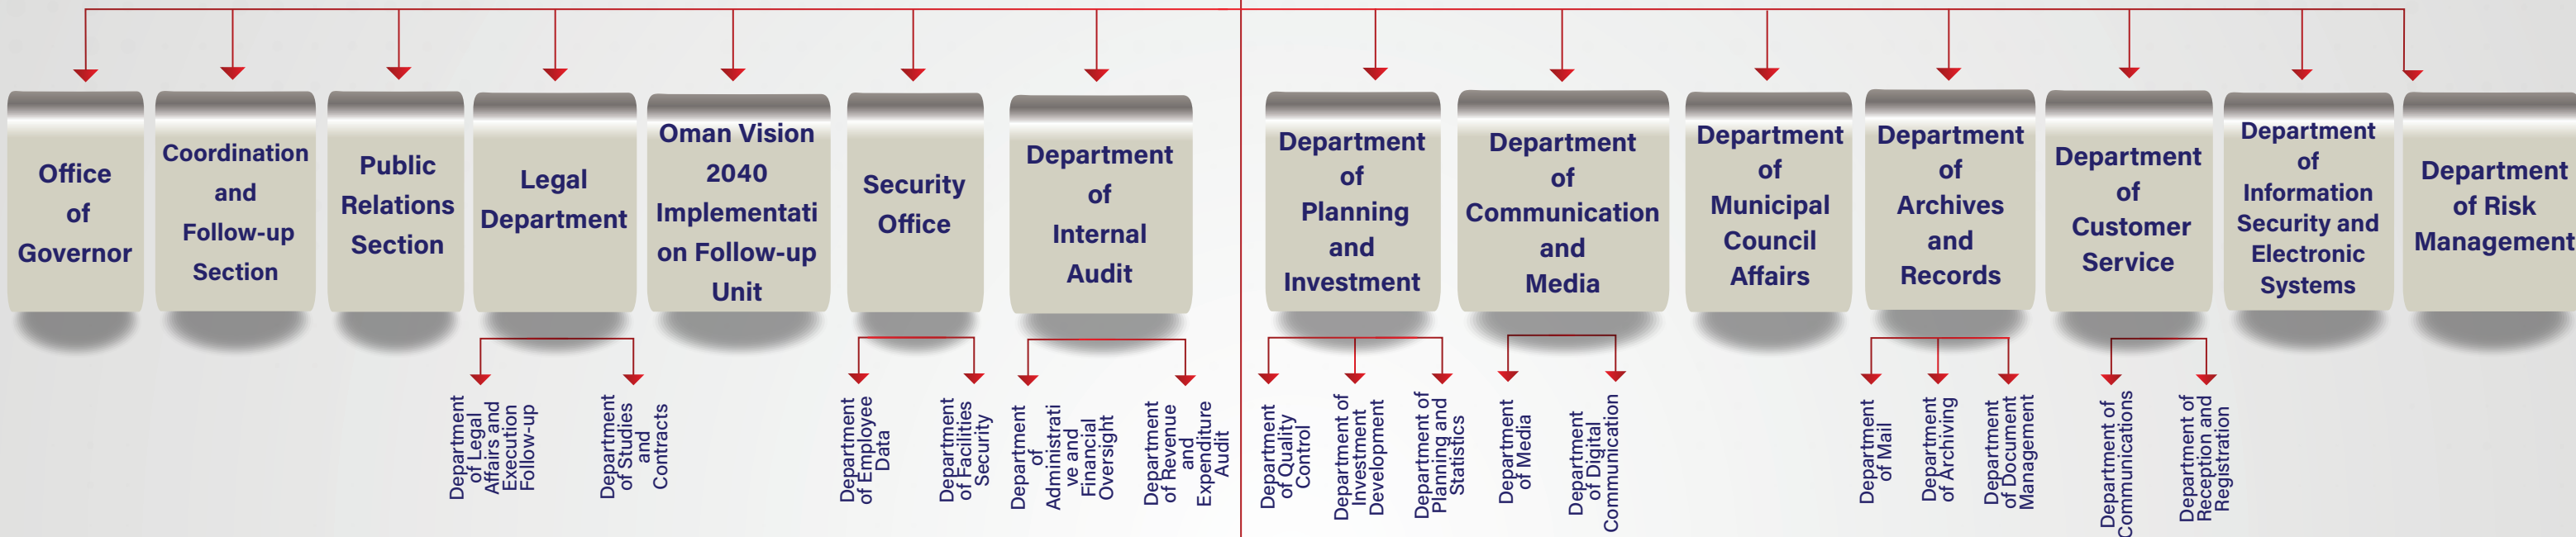 Office
of
Governor
Coordination
and
Follow-up
Section
Public
Relations
Section
Legal
Department
Oman Vision
2040
Implementati
on Follow-up
Unit
Security
Office
Department
of
Internal
Audit
Department
of
Planning
and
Investment
Department
of
Communication
and
Media
Department
of
Municipal
Council
Affairs
Department
of
Archives
and
Records
Department
of
Customer
Service
Department
of
Information
Security and
Electronic
Systems
Department
of Risk
Management
Department
of Legal
Affairs and
Execution
Follow-up
Department
of Studies
and
Contracts
Department
of Employee
Data
Department
of Facilities
Security
Department
of
Administrati
ve and
Financial
Oversight
Department
of Revenue
and
Expenditure
Audit
Department
of Quality
Control
Department of
Investment
Development
Department of
Planning and
Statistics
Department
of Media
Department
of Digital
Communication
Department
of Mail
Department
of Archiving
Department
of Document
Management
Department of
Communications
Department of
Reception and
Registration